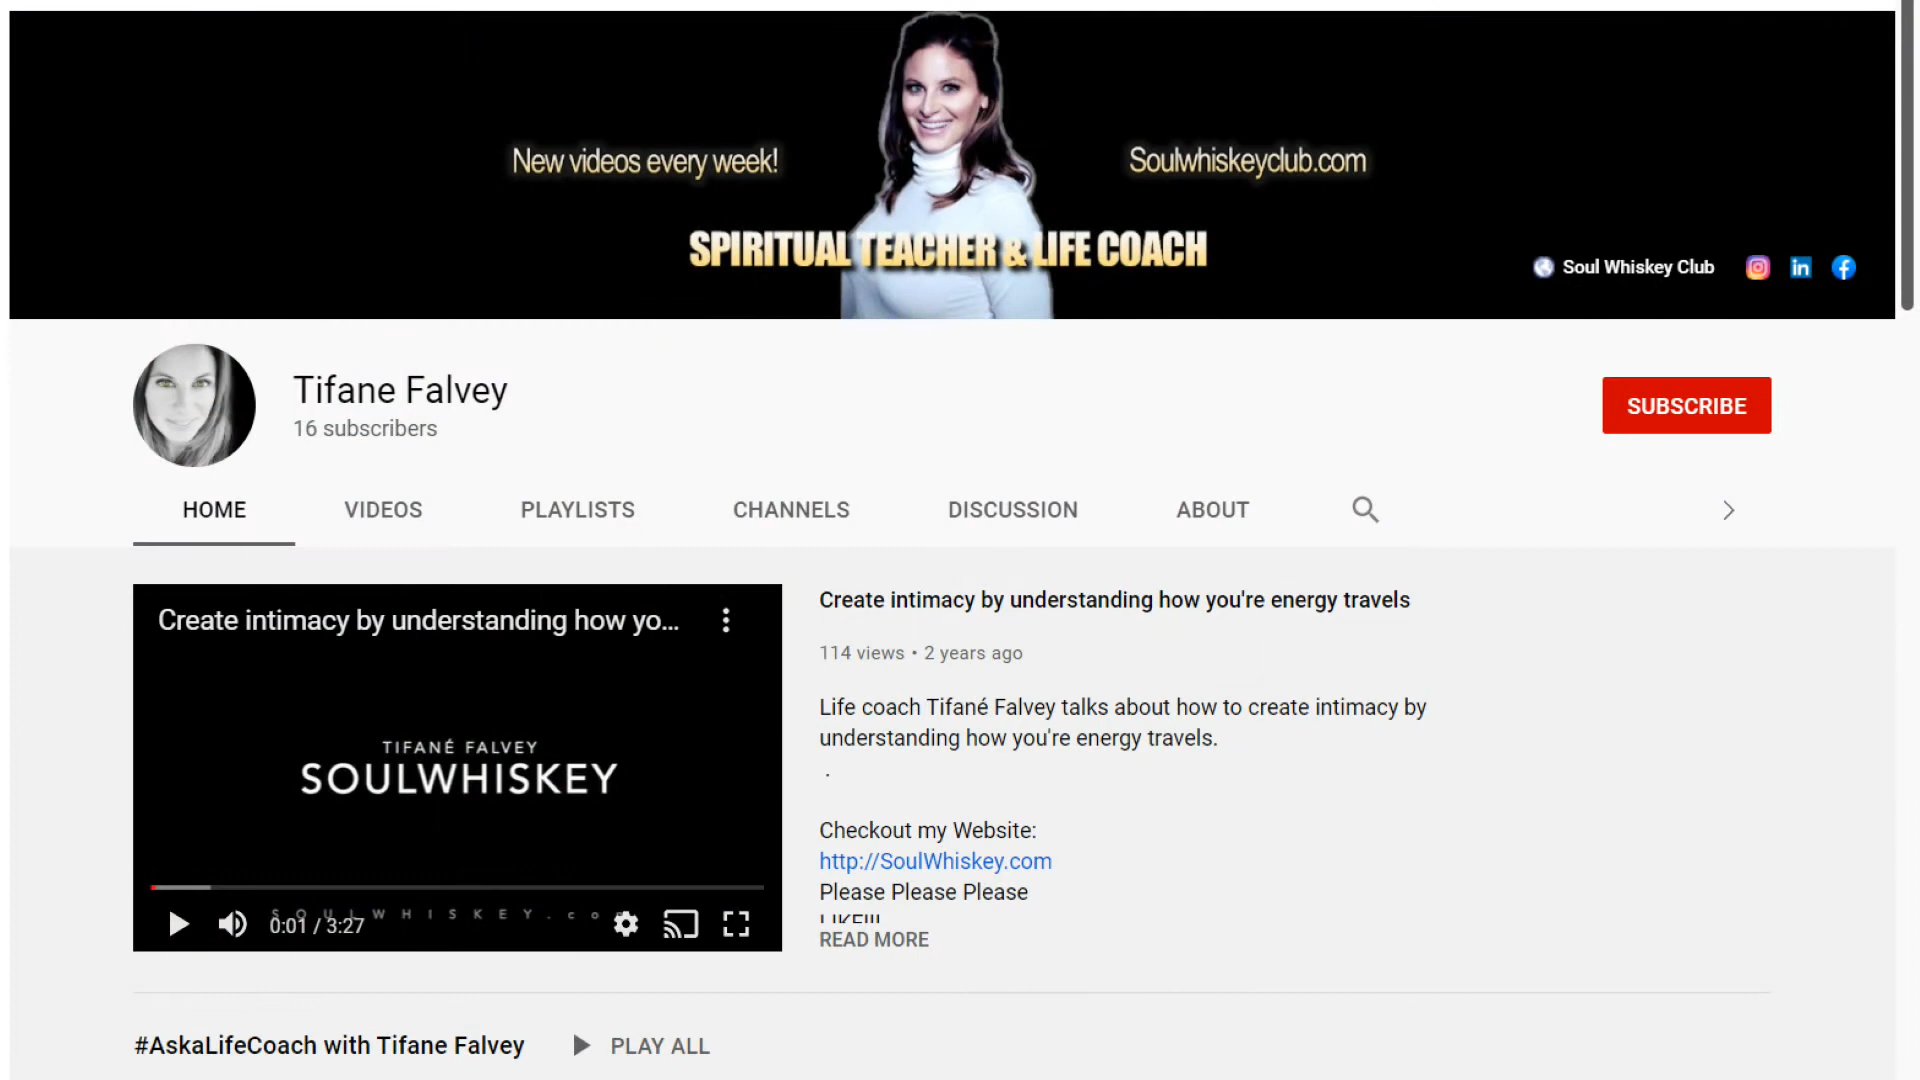 New videos every week!
Soulwhiskeyclub.com
SPIRITUAL TEACHER & LIFE COACH
Soul Whiskey Club
Tifane Falvey
16 subscribers
SUBSCRIBE
HOME VIDEOS PLAYLISTS CHANNELS DISCUSSION ABOUT
Create intimacy by understanding how yo...
TIFANÉ FALVEY
SOULWHISKEY
SOULWHISKEY.co
0:01 / 3:27
Create intimacy by understanding how you're energy travels
114 views • 2 years ago
Life coach Tifané Falvey talks about how to create intimacy by
understanding how you're energy travels.
.
Checkout my Website:
http://SoulWhiskey.com
Please Please Please
LIKE!!!
READ MORE
#AskaLifeCoach with Tifane Falvey PLAY ALL